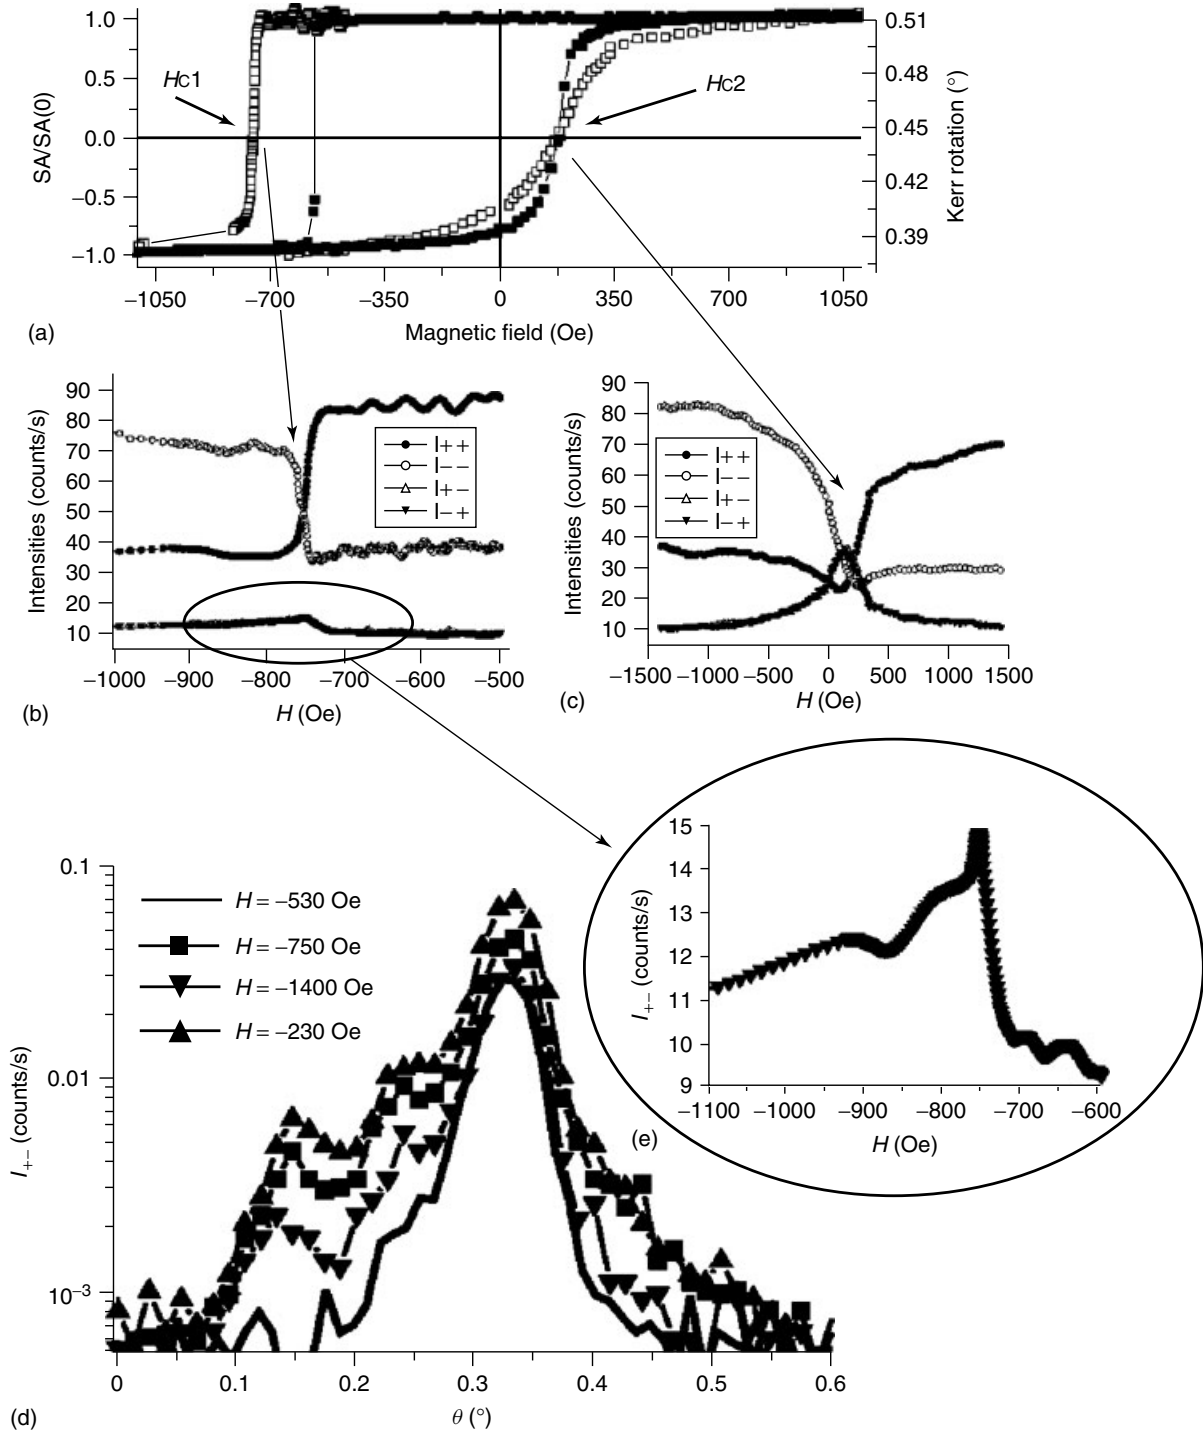 1.0
0.5
0.0
−0.5
−1.0
SA/SA(0)
HC1
HC2
0.51
0.48
0.45
0.42
0.39
Kerr rotation (°)
−1050 −700 −350 0 350 700 1050
Magnetic field (Oe)
(a)
90
80
70
60
50
40
30
20
10
Intensities (counts/s)
I++
I−−
I+−
I−+
−1000 −900 −800 −700 −600 −500
H (Oe)
(b)
90
80
70
60
50
40
30
20
10
Intensities (counts/s)
I++
I−−
I+−
I−+
−1500 −1000 −500 0 500 1000 1500
H (Oe)
(c)
0.1
0.01
10−3
I+− (counts/s)
H = −530 Oe
H = −750 Oe
H = −1400 Oe
H = −230 Oe
0 0.1 0.2 0.3 0.4 0.5 0.6
θ (°)
(d)
15
14
13
12
11
10
9
I+− (counts/s)
−1100 −1000 −900 −800 −700 −600
H (Oe)
(e)